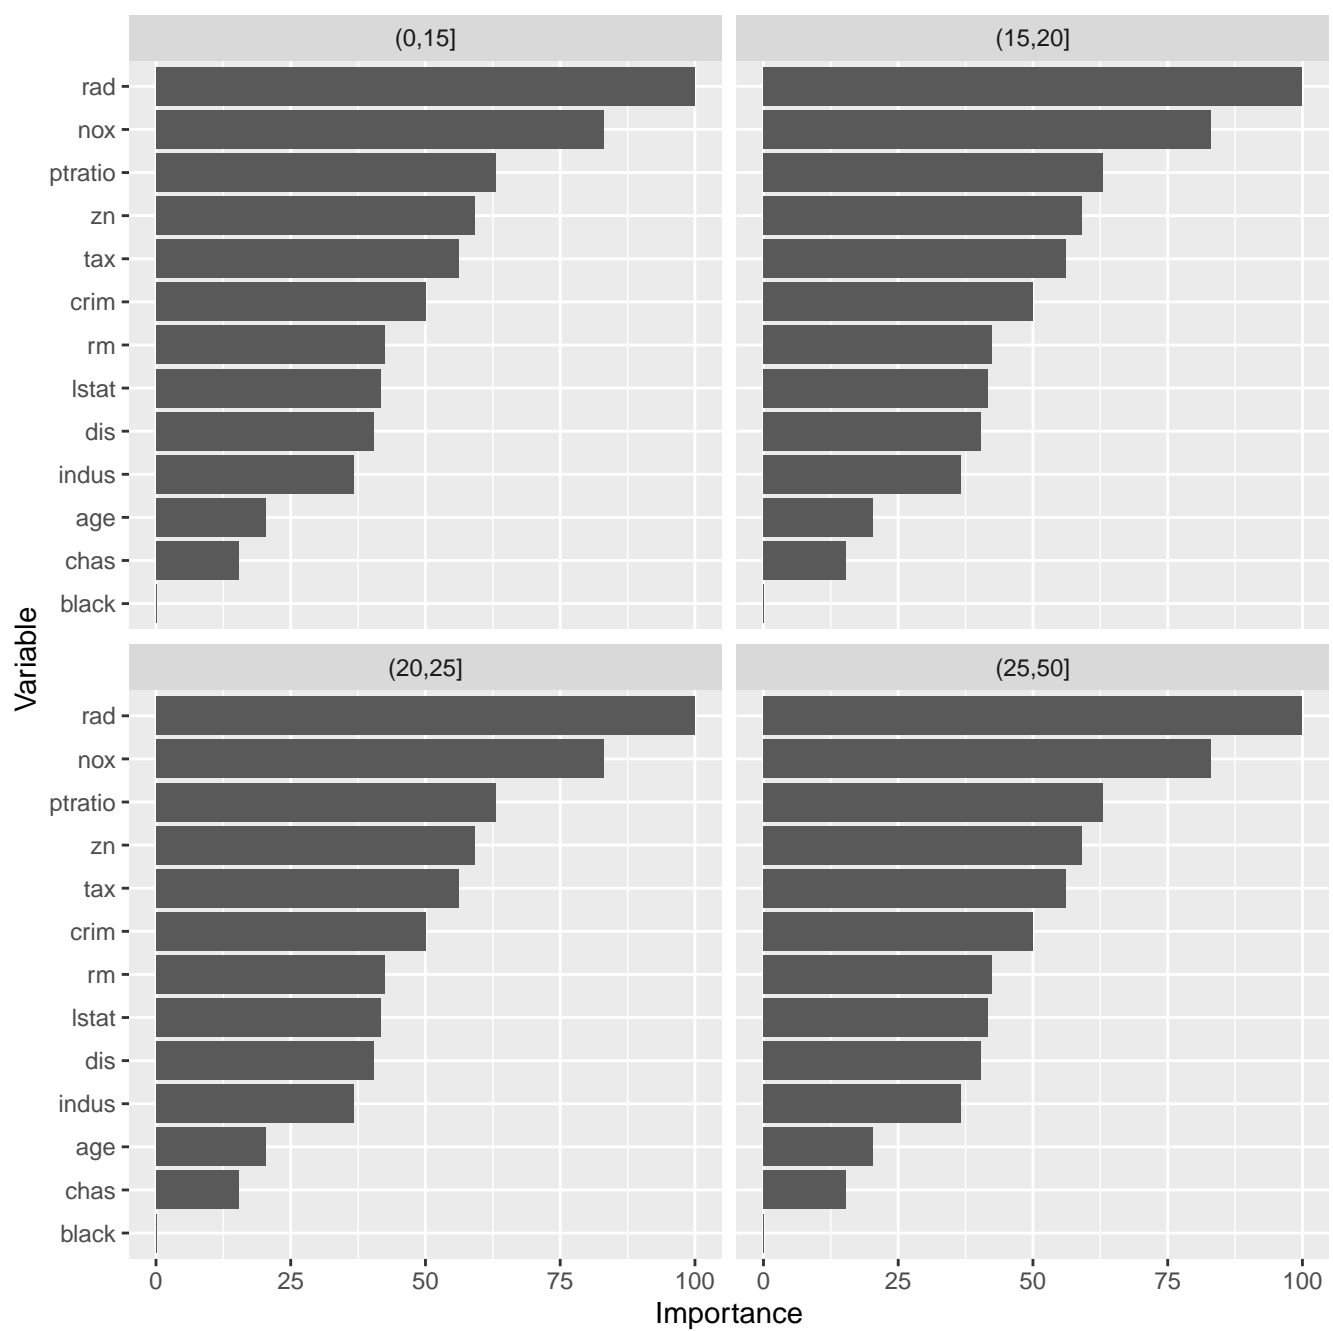 (0,15]
(15,20]
rad
nox
ptratio
zn
tax
crim
rm
lstat
dis
indus
age
chas
black
Variable
(20,25]
(25,50]
rad
nox
ptratio
zn
tax
crim
rm
lstat
dis
indus
age
chas
black
0 25 50 75 100
0 25 50 75 100
Importance